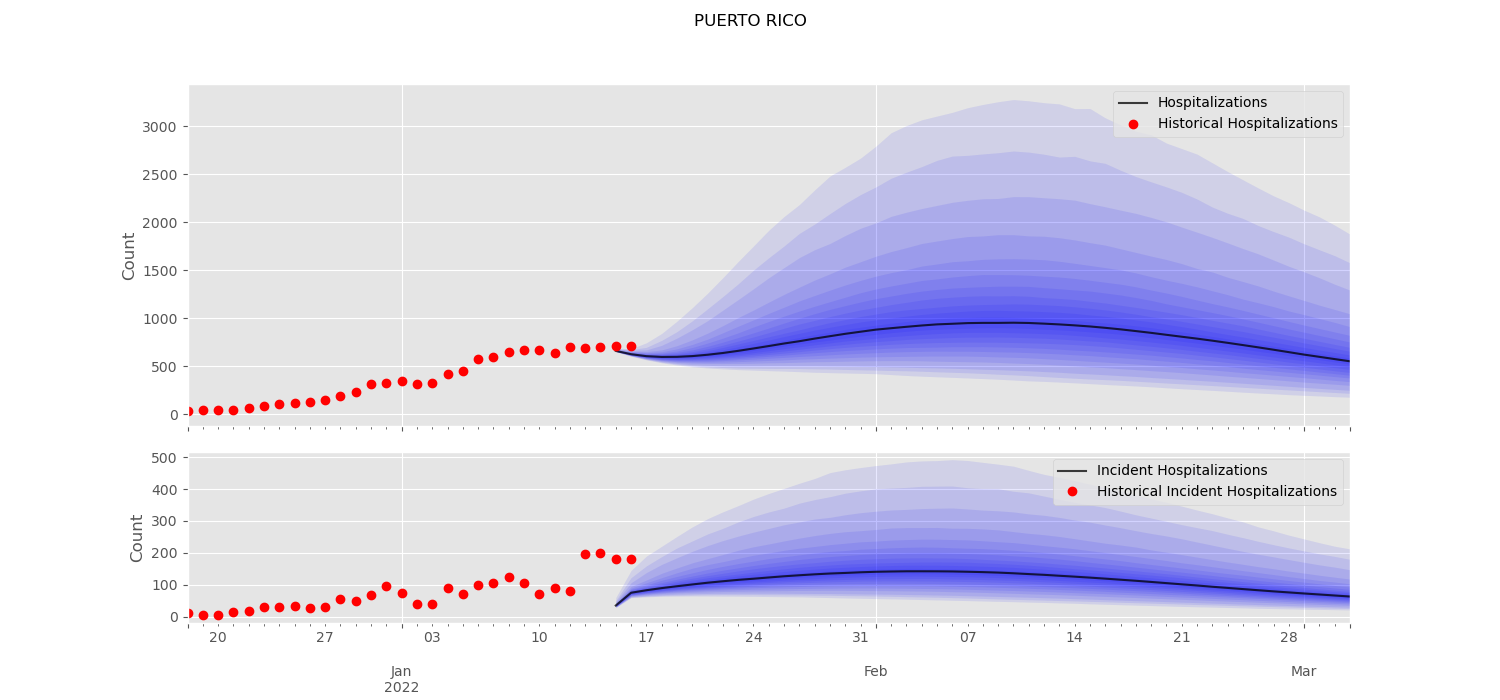 PUERTO RICO
Hospitalizations
Historical Hospitalizations
Count
3000
2500
2000
1500
1000
500
0
Incident Hospitalizations
Historical Incident Hospitalizations
Count
500
400
300
200
100
0
20 27 03 10 17 24 31 07 14 21 28
Jan Feb Mar
2022